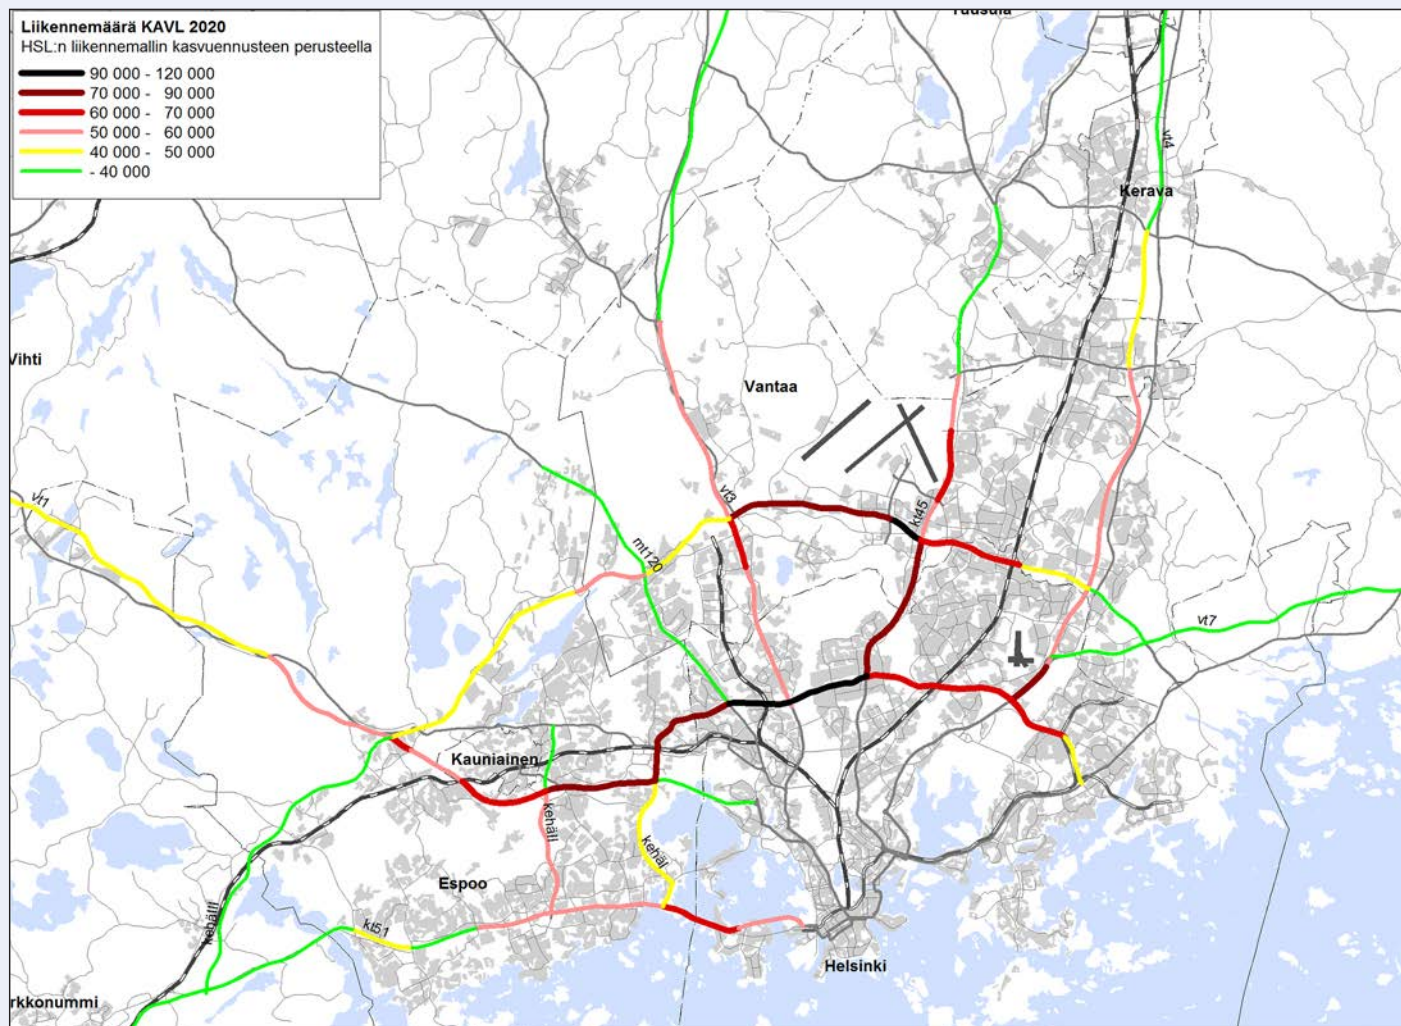 Liikennemäärä KAVL 2020
HSL:n liikennemallin kasvuennusteen perusteella
90 000 - 120 000
70 000 - 90 000
60 000 - 70 000
50 000 - 60 000
40 000 - 50 000
- 40 000
vt4
Kerava
Vihti
Vantaa
vt1
vt3
kt45
mt120
vt7
Kauniainen
kehäII
kehäI
Espoo
kehäIII
kt51
Helsinki
rkkonummi